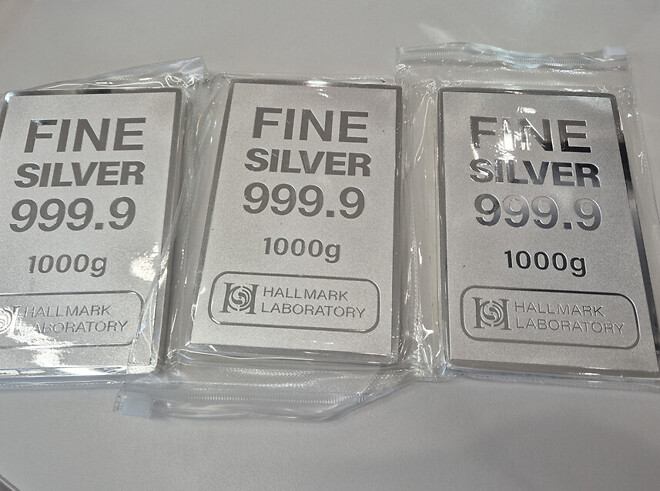 FINE
SILVER
999.9
1000g
HALLMARK
LABORATORY
FINE
SILVER
999.9
1000g
HALLMARK
LABORATORY
FINE
SILVER
999.9
1000g
HALLMARK
LABORATORY